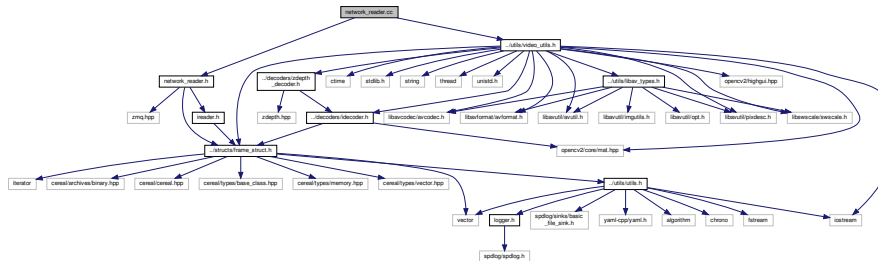 network_reader.cc
../utils/video_utils.h
network_reader.h
../decoders/zdepth
_decoder.h
ctime
stdlib.h
string
thread
unistd.h
../utils/libav_types.h
opencv2/highgui.hpp
zmq.hpp
ireader.h
zdepth.hpp
../decoders/idecoder.h
libavcodec/avcodec.h
libavformat/avformat.h
libavutil/avutil.h
libavutil/imgutils.h
libavutil/opt.h
libavutil/pixdesc.h
libswscale/swscale.h
../structs/frame_struct.h
opencv2/core/mat.hpp
iterator
cereal/archives/binary.hpp
cereal/cereal.hpp
cereal/types/base_class.hpp
cereal/types/memory.hpp
cereal/types/vector.hpp
../utils/utils.h
vector
logger.h
spdlog/sinks/basic
_file_sink.h
yaml-cpp/yaml.h
algorithm
chrono
fstream
iostream
spdlog/spdlog.h